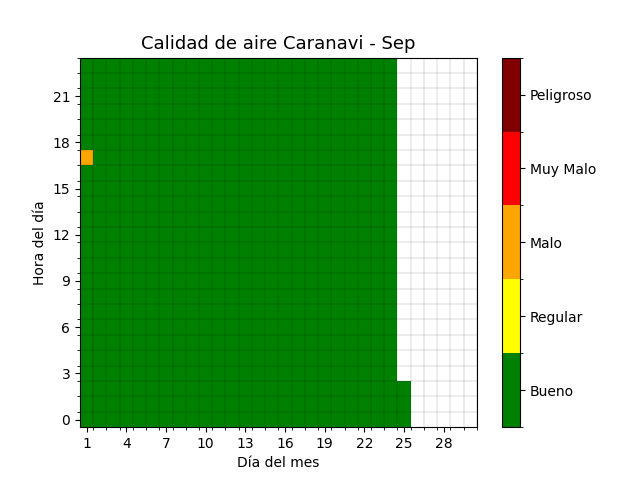 Calidad de aire Caranavi - Sep
Hora del día
21
18
15
12
9
6
3
0
1 4 7 10 13 16 19 22 25 28
Día del mes
Peligroso
Muy Malo
Malo
Regular
Bueno